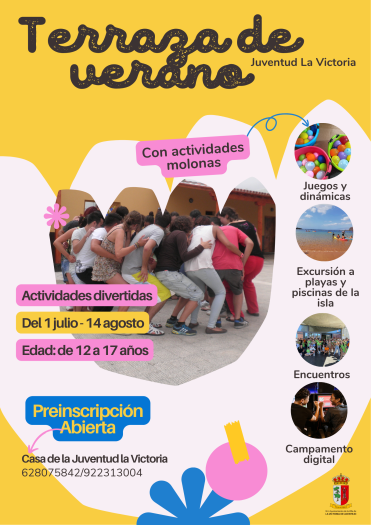 Terraza de
verano
Juventud La Victoria
Con actividades
molonas
Juegos y
dinámicas
Excursión a
playas y
piscinas de la
isla
Actividades divertidas
Del 1 julio - 14 agosto
Edad: de 12 a 17 años
Encuentros
Preinscripción
Abierta
Campamento
digital
Casa de la Juventud la Victoria
628075842/922313004